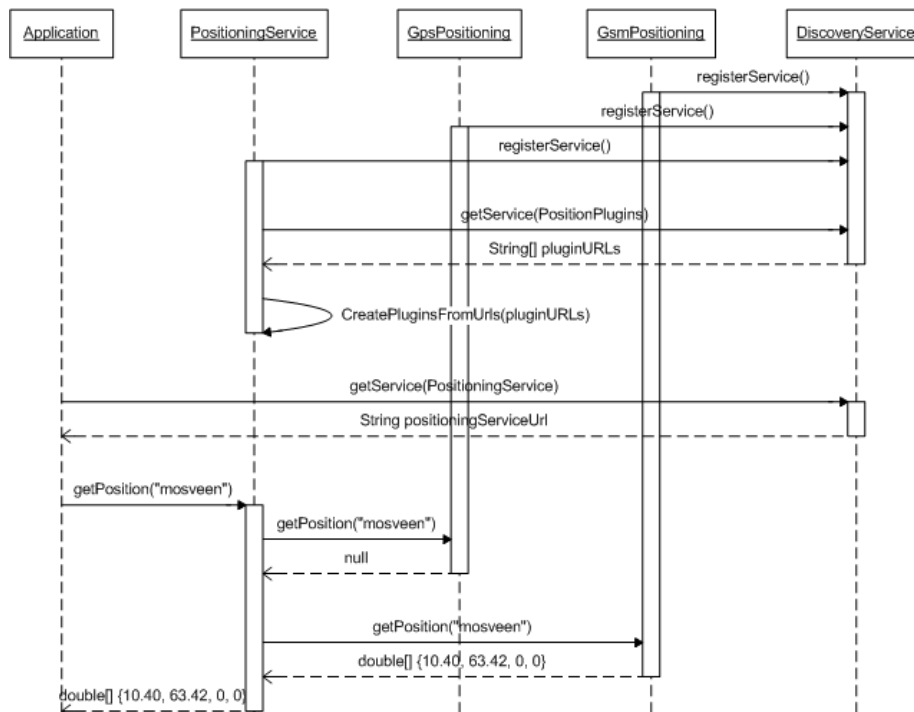 Application
PositioningService
GpsPositioning
GsmPositioning
DiscoveryService
registerService()
registerService()
registerService()
getService(PositionPlugins)
String[] pluginURLs
CreatePluginsFromUrls(pluginURLs)
getService(PositioningService)
String positioningServiceUrl
getPosition("mosveen")
getPosition("mosveen")
null
getPosition("mosveen")
double[] {10.40, 63.42, 0, 0}
double[] {10.40, 63.42, 0, 0}